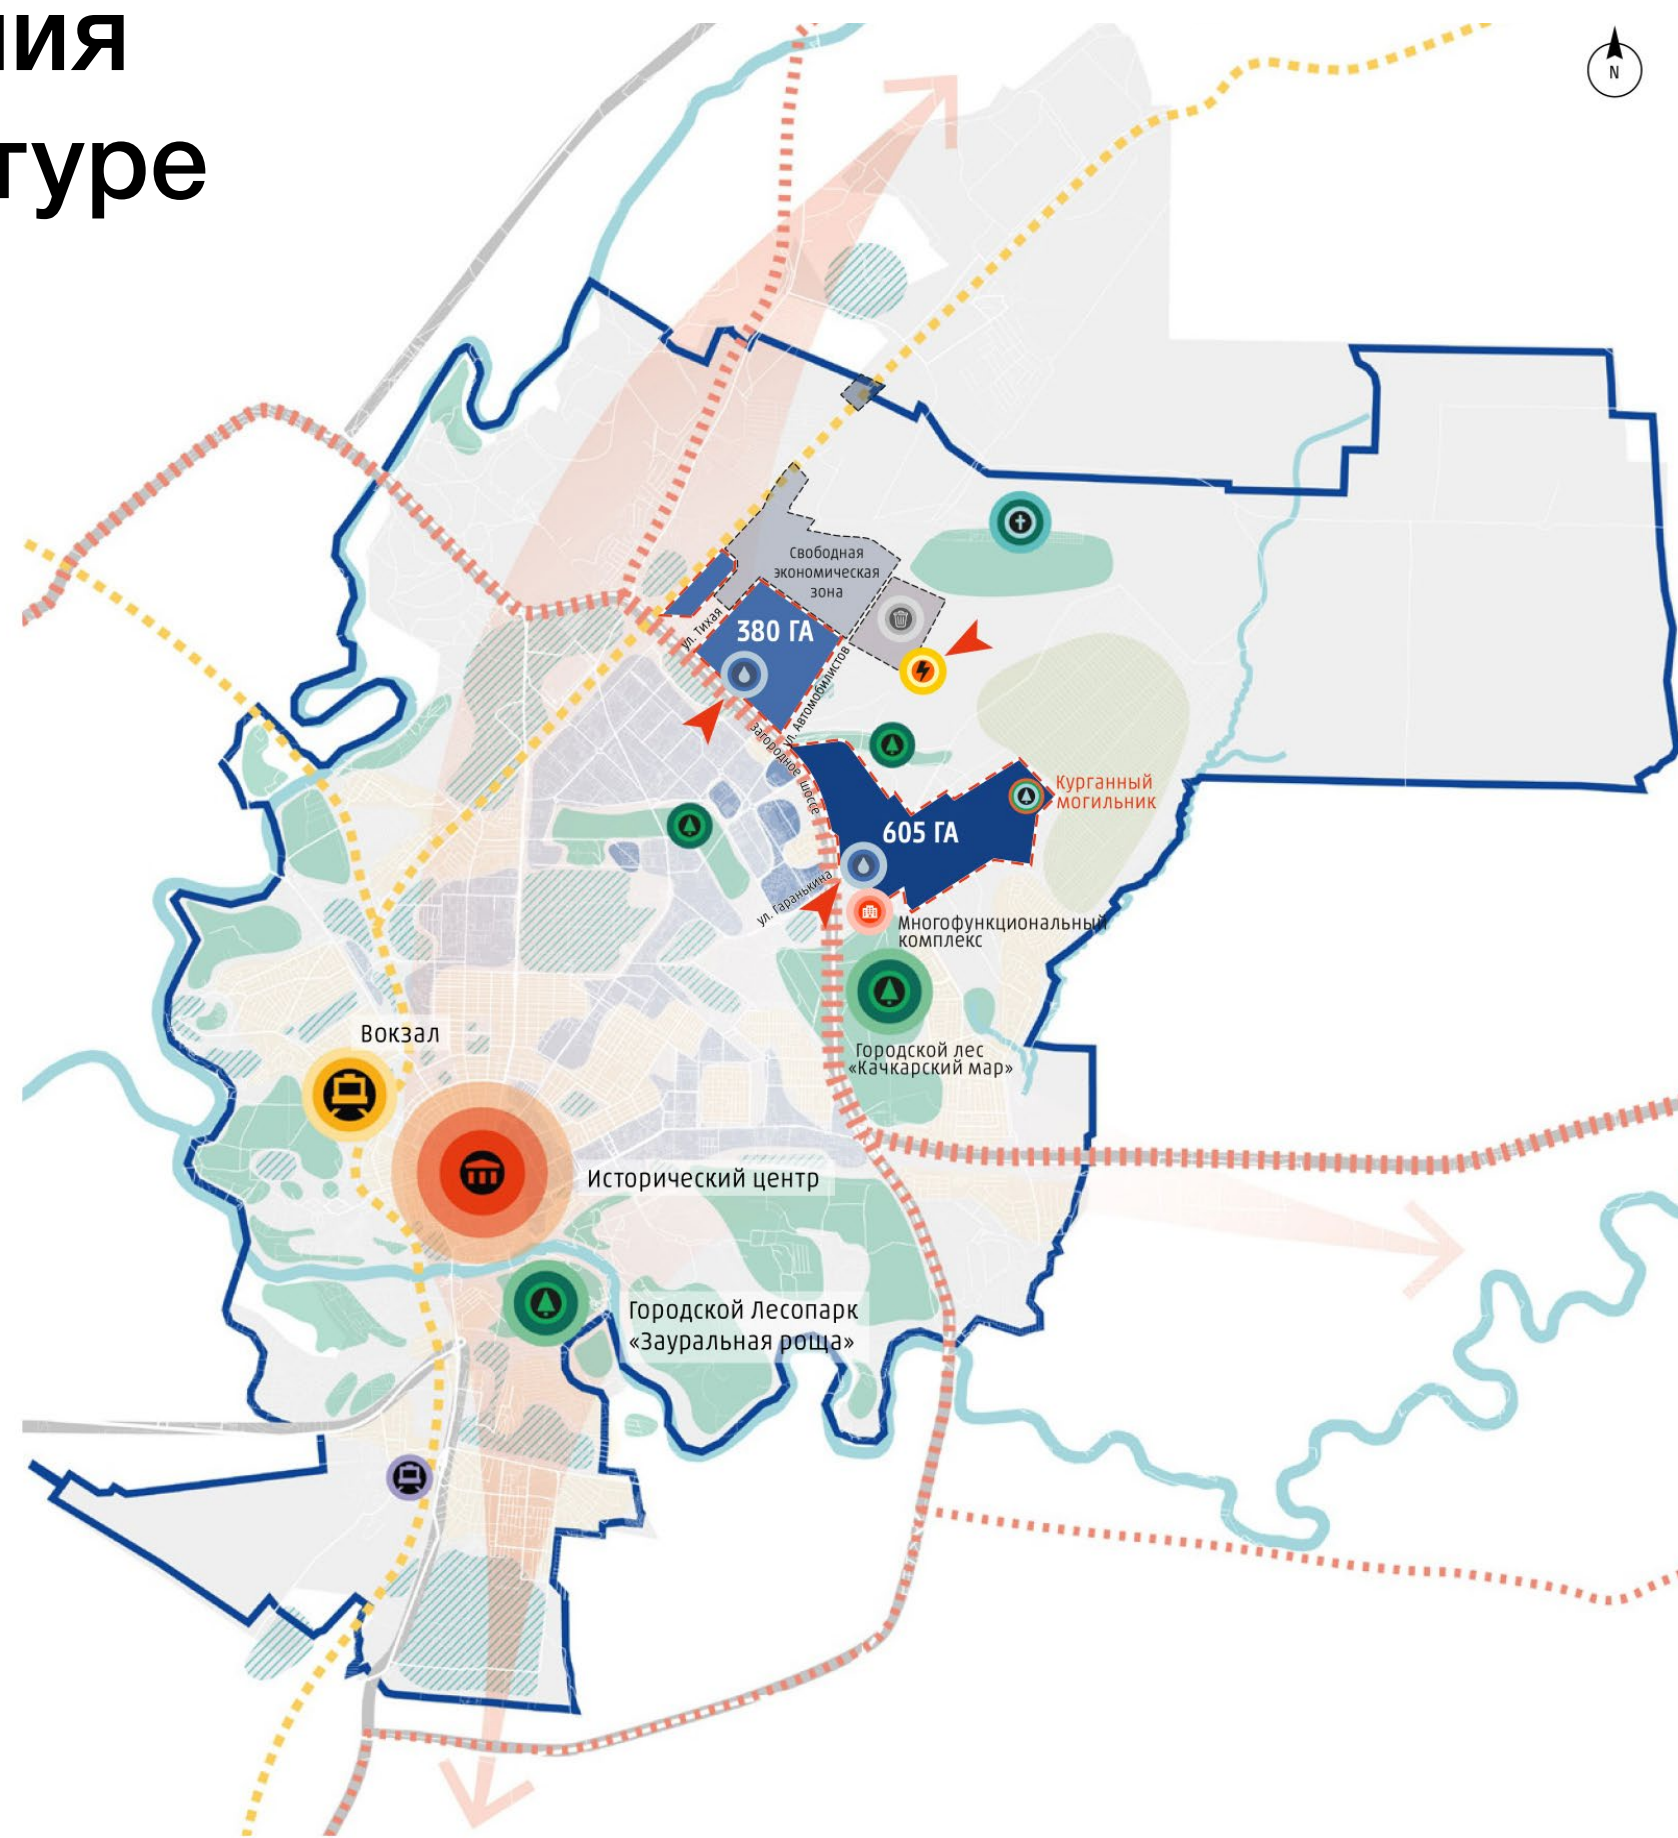 ния
туре
N
Свободная
экономическая
зона
ул. Тихая
380 ГА
ул. Автомобилистов
Загородное шоссе
605 ГА
Курганный
могильник
ул. Гаранькина
Многофункциональный
комплекс
Вокзал
Городской лес
«Качкарский мар»
Исторический центр
Городской Лесопарк
«Зауральная роща»